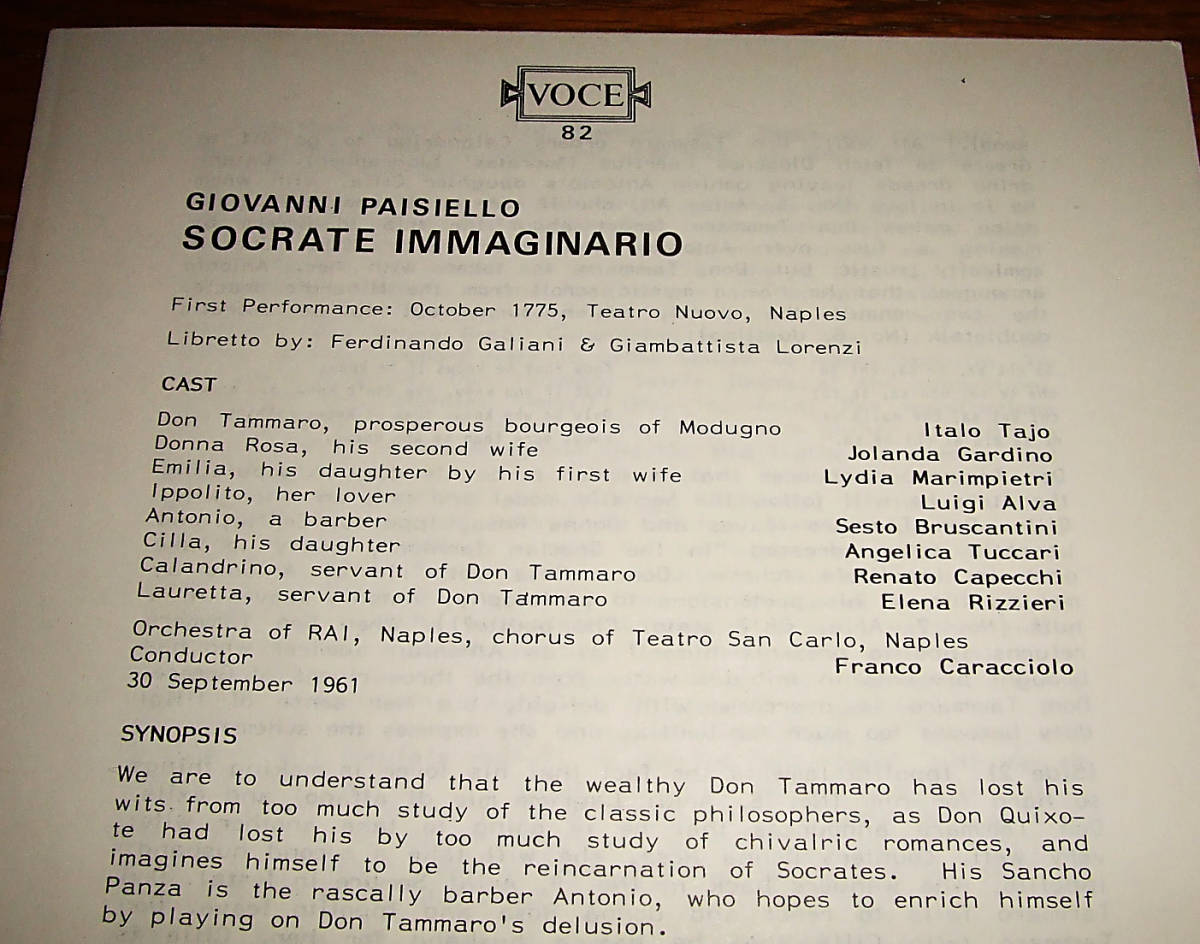 VOCE
82
GIOVANNI PAISIELLO
SOCRATE IMMAGINARIO
First Performance: October 1775, Teatro Nuovo, Naples
Libretto by: Ferdinando Galiani & Giambattista Lorenzi
CAST
Don Tammaro, prosperous bourgeois of Modugno Italo Tajo
Donna Rosa, his second wife Jolanda Gardino
Emilia, his daughter by his first wife Lydia Marimpietri
Ippolito, her lover Luigi Alva
Antonio, a barber Sesto Bruscantini
Cilla, his daughter Angelica Tuccari
Calandrino, servant of Don Tammaro Renato Capecchi
Lauretta, servant of Don Tammaro Elena Rizzieri
Orchestra of RAI, Naples, chorus of Teatro San Carlo, Naples
Conductor Franco Caracciolo
30 September 1961
SYNOPSIS
We are to understand that the wealthy Don Tammaro has lost his
wits from too much study of the classic philosophers, as Don Quixo-
te had lost his by too much study of chivalric romances, and
imagines himself to be the reincarnation of Socrates. His Sancho
Panza is the rascally barber Antonio, who hopes to enrich himself
by playing on Don Tammaro's delusion.